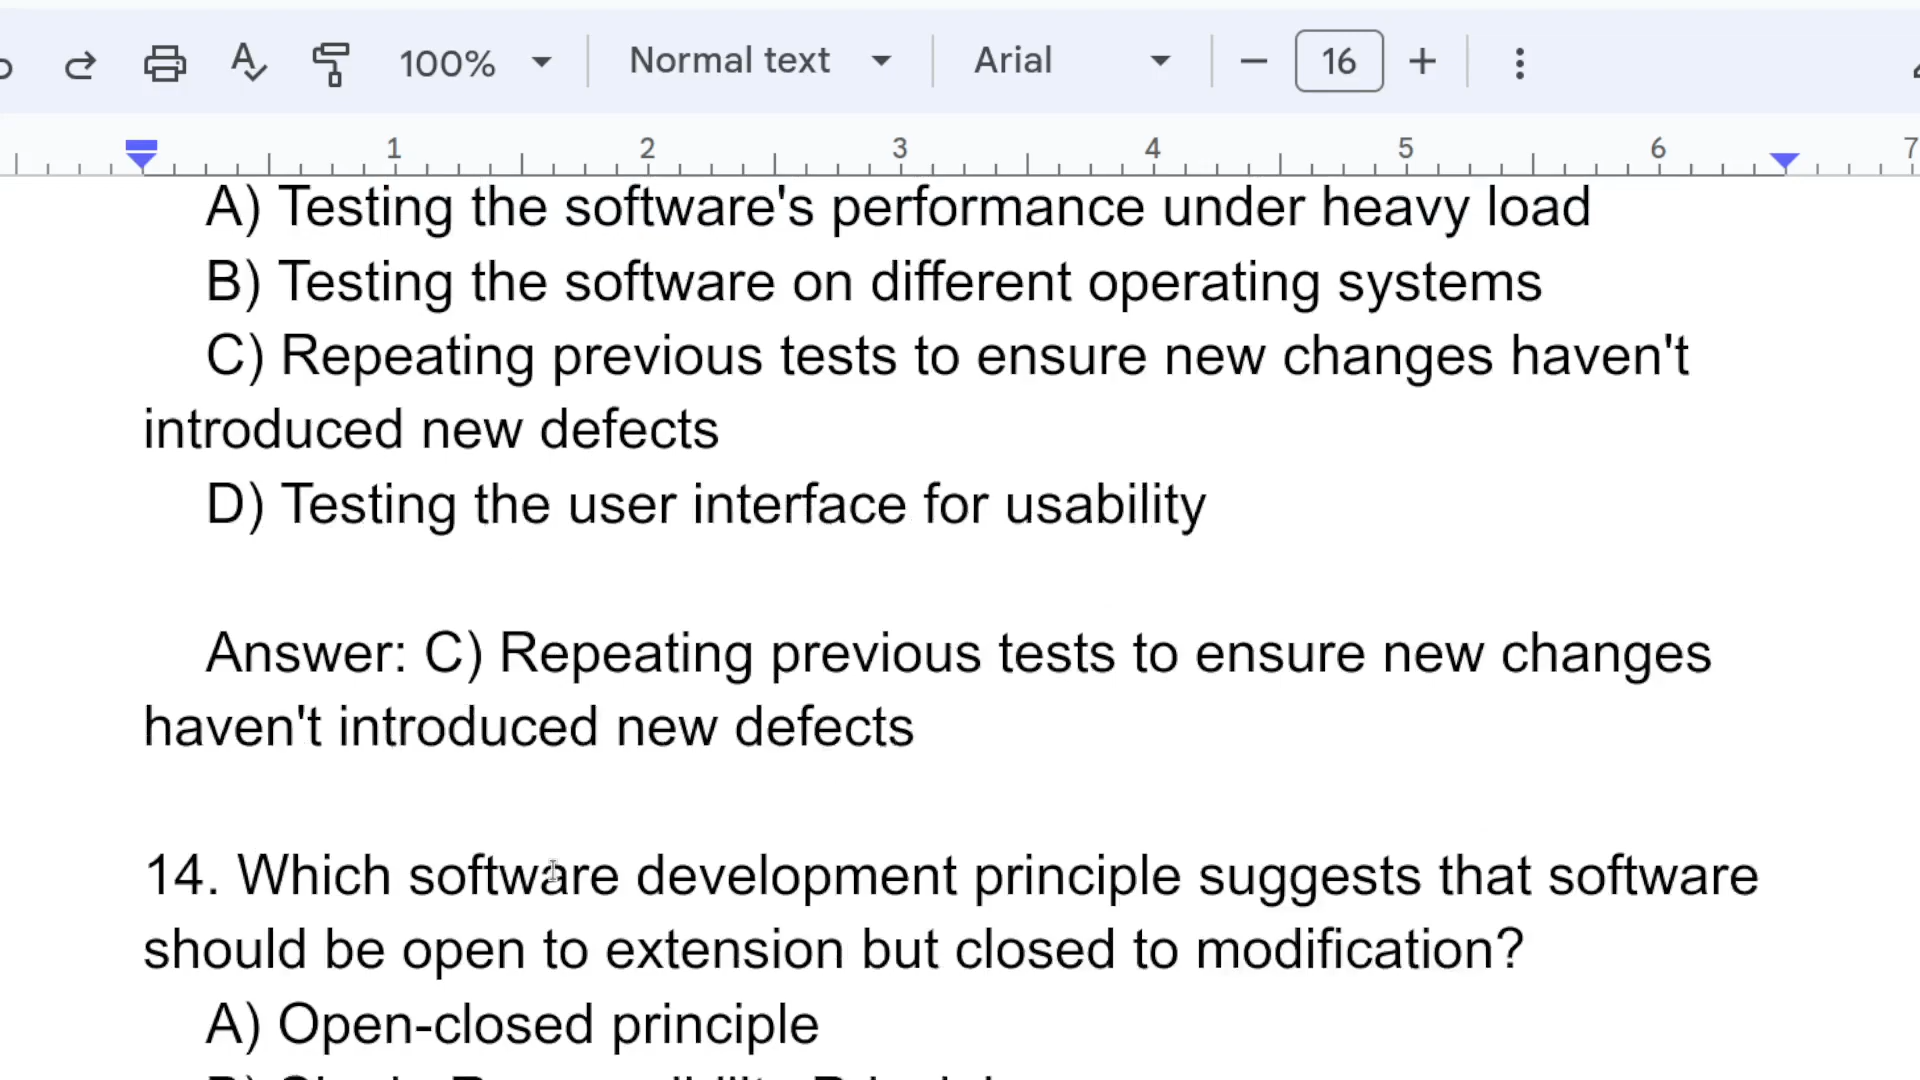 100% Normal text Arial 16
1 2 3 4 5 6 7
A) Testing the software's performance under heavy load
B) Testing the software on different operating systems
C) Repeating previous tests to ensure new changes haven't
introduced new defects
D) Testing the user interface for usability
Answer: C) Repeating previous tests to ensure new changes
haven't introduced new defects
14. Which software development principle suggests that software
should be open to extension but closed to modification?
A) Open-closed principle